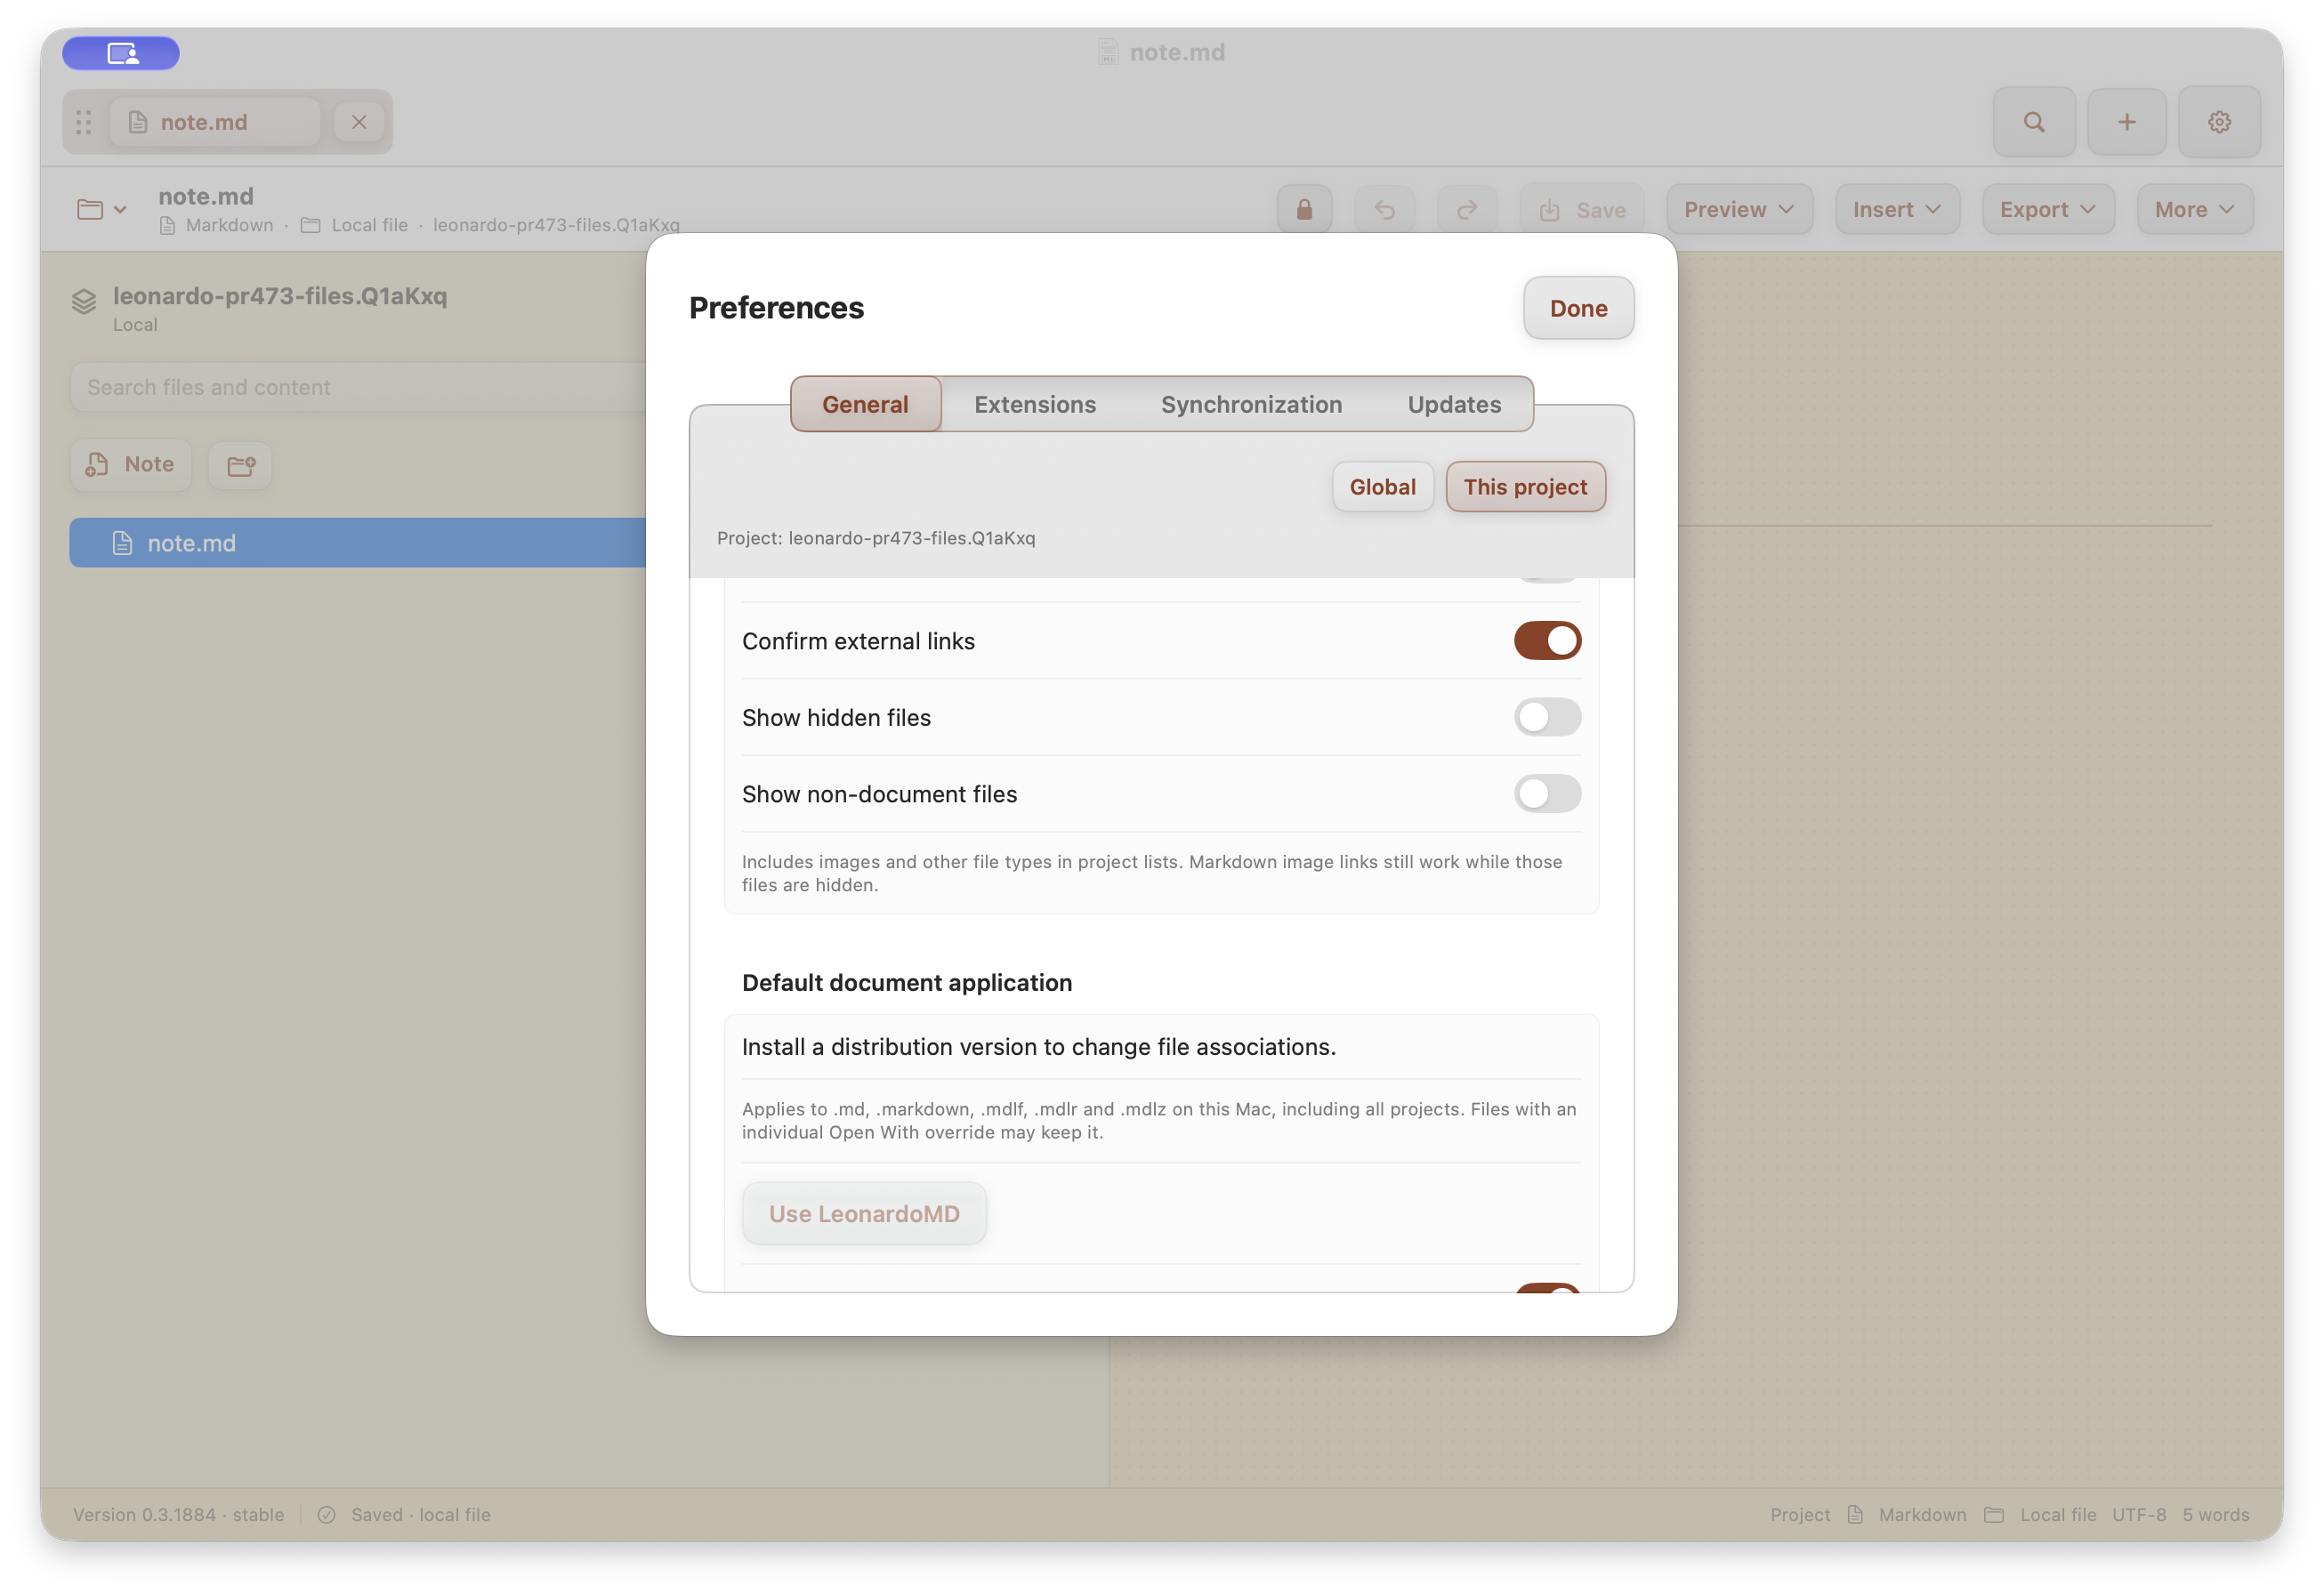 note.md
note.md
note.md
Markdown · Local file · leonardo-pr473-files.Q1aKxq
Save
Preview
Insert
Export
More
leonardo-pr473-files.Q1aKxq
Local
Search files and content
Note
note.md
Preferences
Done
General
Extensions
Synchronization
Updates
Global
This project
Project: leonardo-pr473-files.Q1aKxq
Confirm external links
Show hidden files
Show non-document files
Includes images and other file types in project lists. Markdown image links still work while those
files are hidden.
Default document application
Install a distribution version to change file associations.
Applies to .md, .markdown, .mdlf, .mdlr and .mdlz on this Mac, including all projects. Files with an
individual Open With override may keep it.
Use LeonardoMD
Version 0.3.1884 · stable
Saved · local file
Project
Markdown
Local file
UTF-8
5 words